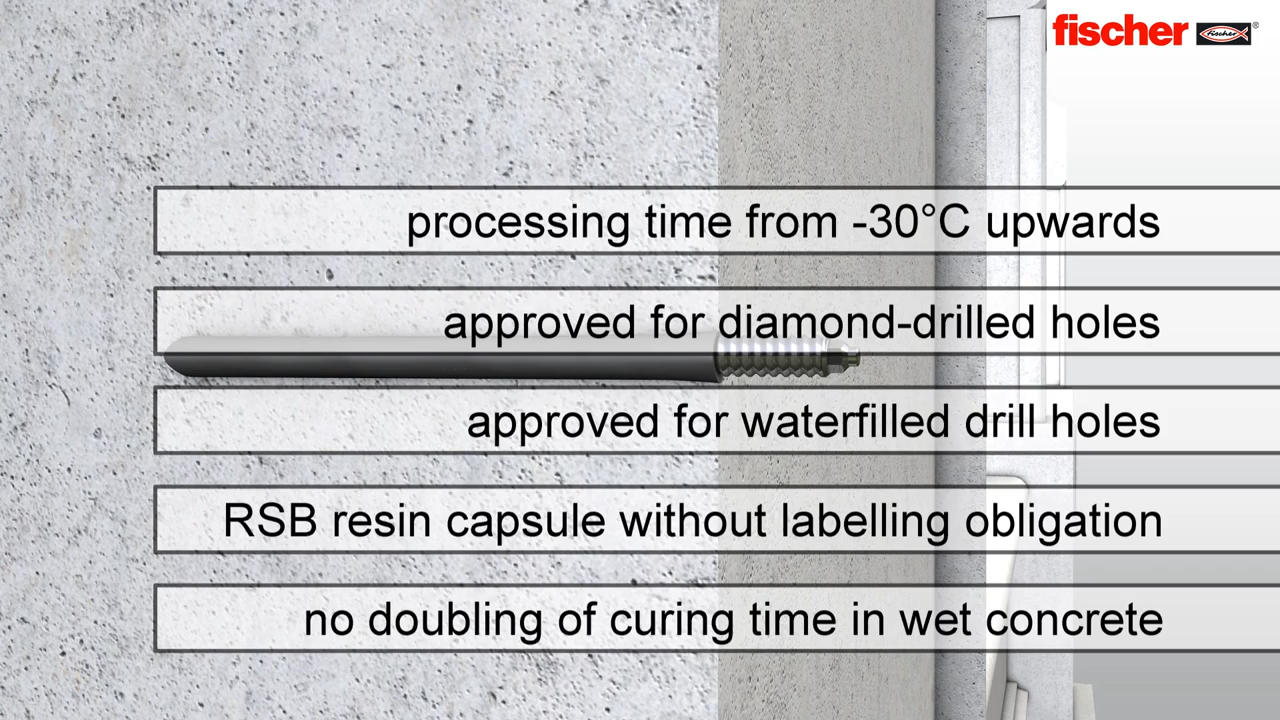 fischer fischer ®
processing time from -30°C upwards
approved for diamond-drilled holes
approved for waterfilled drill holes
RSB resin capsule without labelling obligation
no doubling of curing time in wet concrete